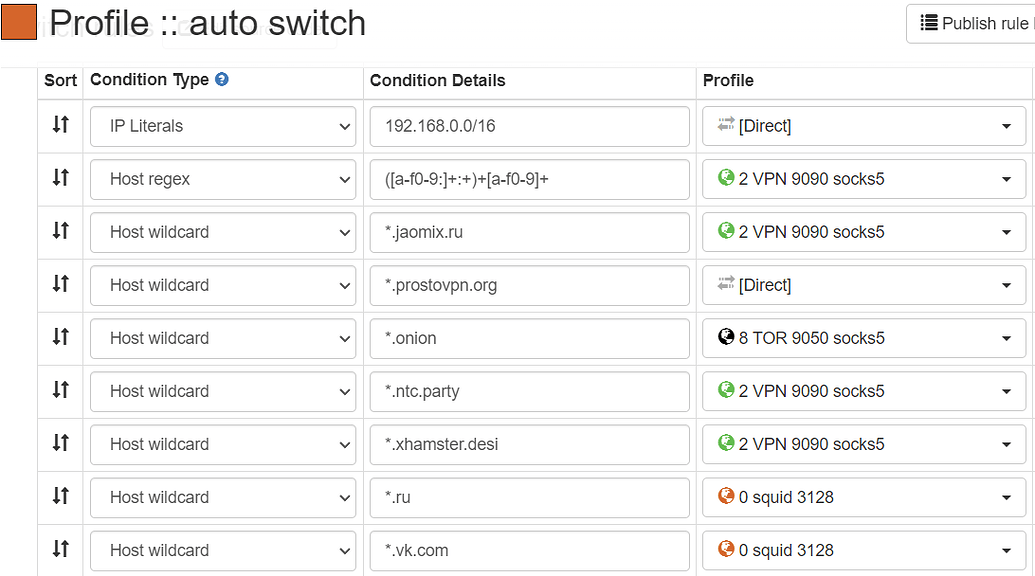 Profile :: auto switch
Publish rule
Sort Condition Type ? Condition Details Profile
IP Literals 192.168.0.0/16 [Direct]
Host regex ([a-f0-9:]+:+)+[a-f0-9]+ 2 VPN 9090 socks5
Host wildcard *.jaomix.ru 2 VPN 9090 socks5
Host wildcard *.prostovpn.org [Direct]
Host wildcard *.onion 8 TOR 9050 socks5
Host wildcard *.ntc.party 2 VPN 9090 socks5
Host wildcard *.xhamster.desi 2 VPN 9090 socks5
Host wildcard *.ru 0 squid 3128
Host wildcard *.vk.com 0 squid 3128